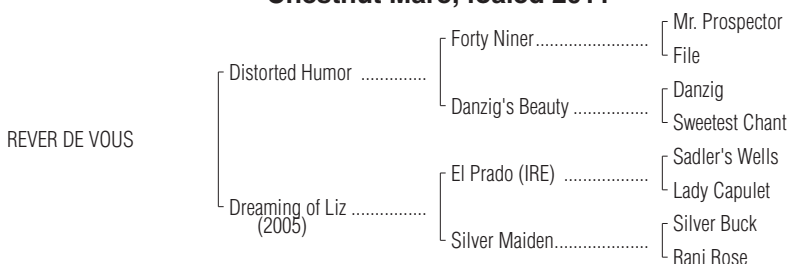 Chestnut Mare; foaled
Mr. Prospector
Forty Niner........................
File
Distorted Humor ..............
Danzig
Danzig's Beauty ................
Sweetest Chant
REVER DE VOUS
Sadler's Wells
El Prado (IRE) ..................
Lady Capulet
Dreaming of Liz ................
(2005)
Silver Buck
Silver Maiden....................
Rani Rose